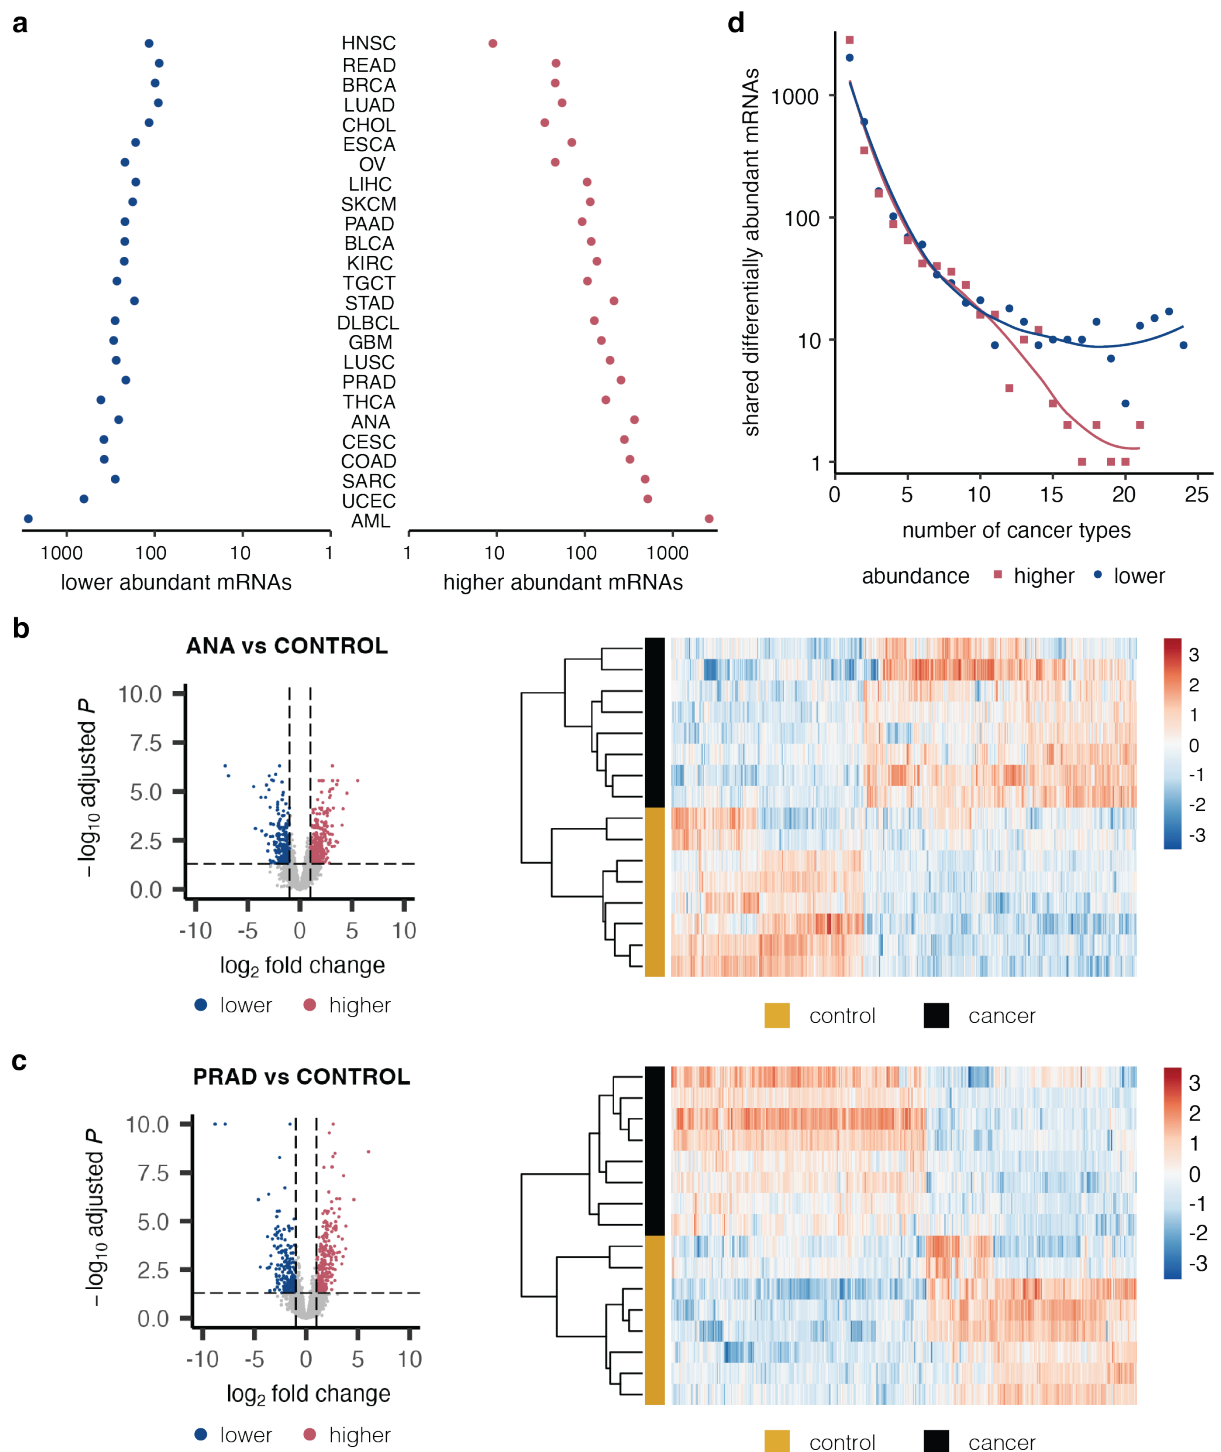 a
HNSC
READ
BRCA
LUAD
CHOL
ESCA
OV
LIHC
SKCM
PAAD
BLCA
KIRC
TGCT
STAD
DLBCL
GBM
LUSC
PRAD
THCA
ANA
CESC
COAD
SARC
UCEC
AML
1000 100 10 1
lower abundant mRNAs
1 10 100 1000
higher abundant mRNAs
d
shared differentially abundant mRNAs
1000
100
10
1
0 5 10 15 20 25
number of cancer types
abundance higher lower
b
ANA vs CONTROL
−log10 adjusted P
10.0
7.5
5.0
2.5
0.0
-10 -5 0 5 10
log2 fold change
lower higher
3
2
1
0
-1
-2
-3
control cancer
c
PRAD vs CONTROL
−log10 adjusted P
10.0
7.5
5.0
2.5
0.0
-10 -5 0 5 10
log2 fold change
lower higher
3
2
1
0
-1
-2
-3
control cancer